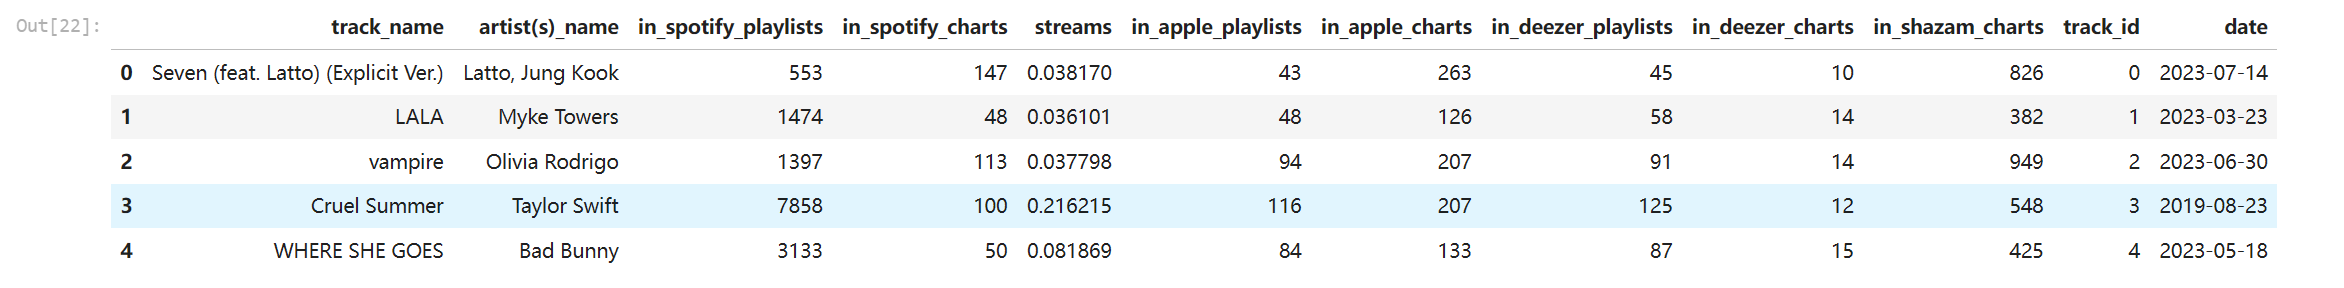 Out[22]:
track_name artist(s)_name in_spotify_playlists in_spotify_charts streams in_apple_playlists in_apple_charts in_deezer_playlists in_deezer_charts in_shazam_charts track_id date
0 Seven (feat. Latto) (Explicit Ver.) Latto, Jung Kook 553 147 0.038170 43 263 45 10 826 0 2023-07-14
1 LALA Myke Towers 1474 48 0.036101 48 126 58 14 382 1 2023-03-23
2 vampire Olivia Rodrigo 1397 113 0.037798 94 207 91 14 949 2 2023-06-30
3 Cruel Summer Taylor Swift 7858 100 0.216215 116 207 125 12 548 3 2019-08-23
4 WHERE SHE GOES Bad Bunny 3133 50 0.081869 84 133 87 15 425 4 2023-05-18